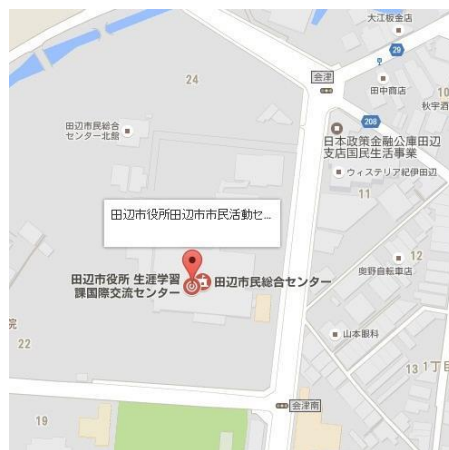 大江板金店
29
会津
24
田中商店
10
秋宇酒
208
田辺市民総合
センター北館
日本政策金融公庫田辺
支店国民生活事業
ウィステリア紀伊田辺
11
田辺市役所田辺市市民活動セ...
12
奥野自転車店
田辺市役所 生涯学習
課国際交流センター
田辺市民総合センター
院
22
山本眼科
13
1丁目
会津南
19